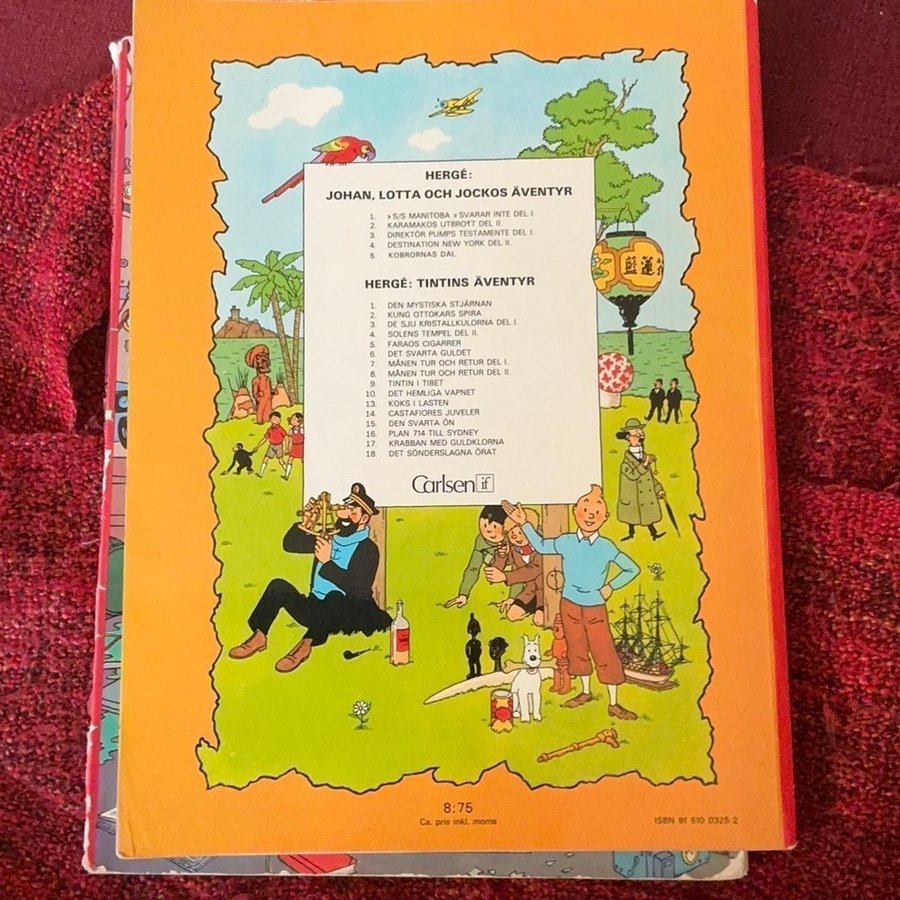 HERGÉ:
JOHAN, LOTTA OCH JOCKOS ÄVENTYR
1. »S/S MANITOBA» SVARAR INTE DEL I.
2. KARAMAKOS UTBROTT DEL II.
3. DIREKTÖR PUMPS TESTAMENTE DEL I.
4. DESTINATION NEW YORK DEL II.
5. KOBRORNAS DAL
HERGÉ: TINTINS ÄVENTYR
1. DEN MYSTISKA STJÄRNAN
2. KUNG OTTOKARS SPIRA
3. DE SJU KRISTALLKULORNA DEL I.
4. SOLENS TEMPEL DEL II.
5. FARAOS CIGARRER
6. DET SVARTA GULDET
7. MÅNEN TUR OCH RETUR DEL I.
8. MÅNEN TUR OCH RETUR DEL II.
9. TINTIN I TIBET
10. DET HEMLIGA VAPNET
13. KOKS I LASTEN
14. CASTAFIORES JUVELER
15. DEN SVARTA ÖN
16. PLAN 714 TILL SYDNEY
17. KRABBAN MED GULDKLORNA
18. DET SÖNDERSLAGNA ÖRAT
Carlsen if
藍蓮花
8:75
Ca. pris inkl. moms
ISBN 91 510 0325 2